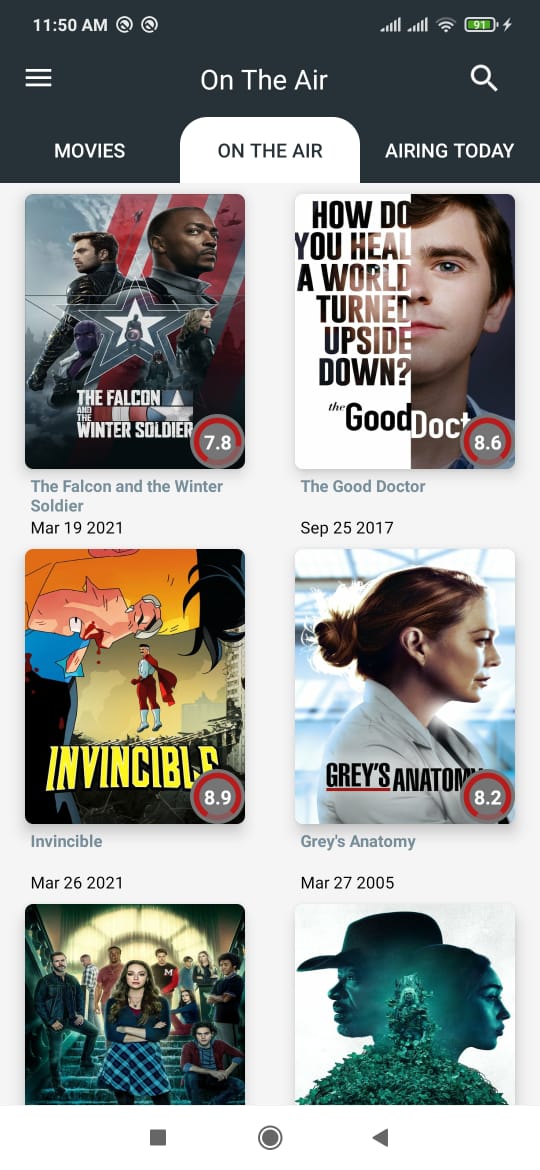 11:50 AM
91
On The Air
MOVIES
ON THE AIR
AIRING TODAY
THE FALCON
AND
THE
WINTER SOLDIER
7.8
HOW DO
YOU HEAL
A WORLD
TURNED
UPSIDE
DOWN?
the Good Doct
8.6
The Falcon and the Winter
Soldier
Mar 19 2021
The Good Doctor
Sep 25 2017
INVINCIBLE
8.9
GREY'S ANATOMY
8.2
Invincible
Mar 26 2021
Grey's Anatomy
Mar 27 2005
M